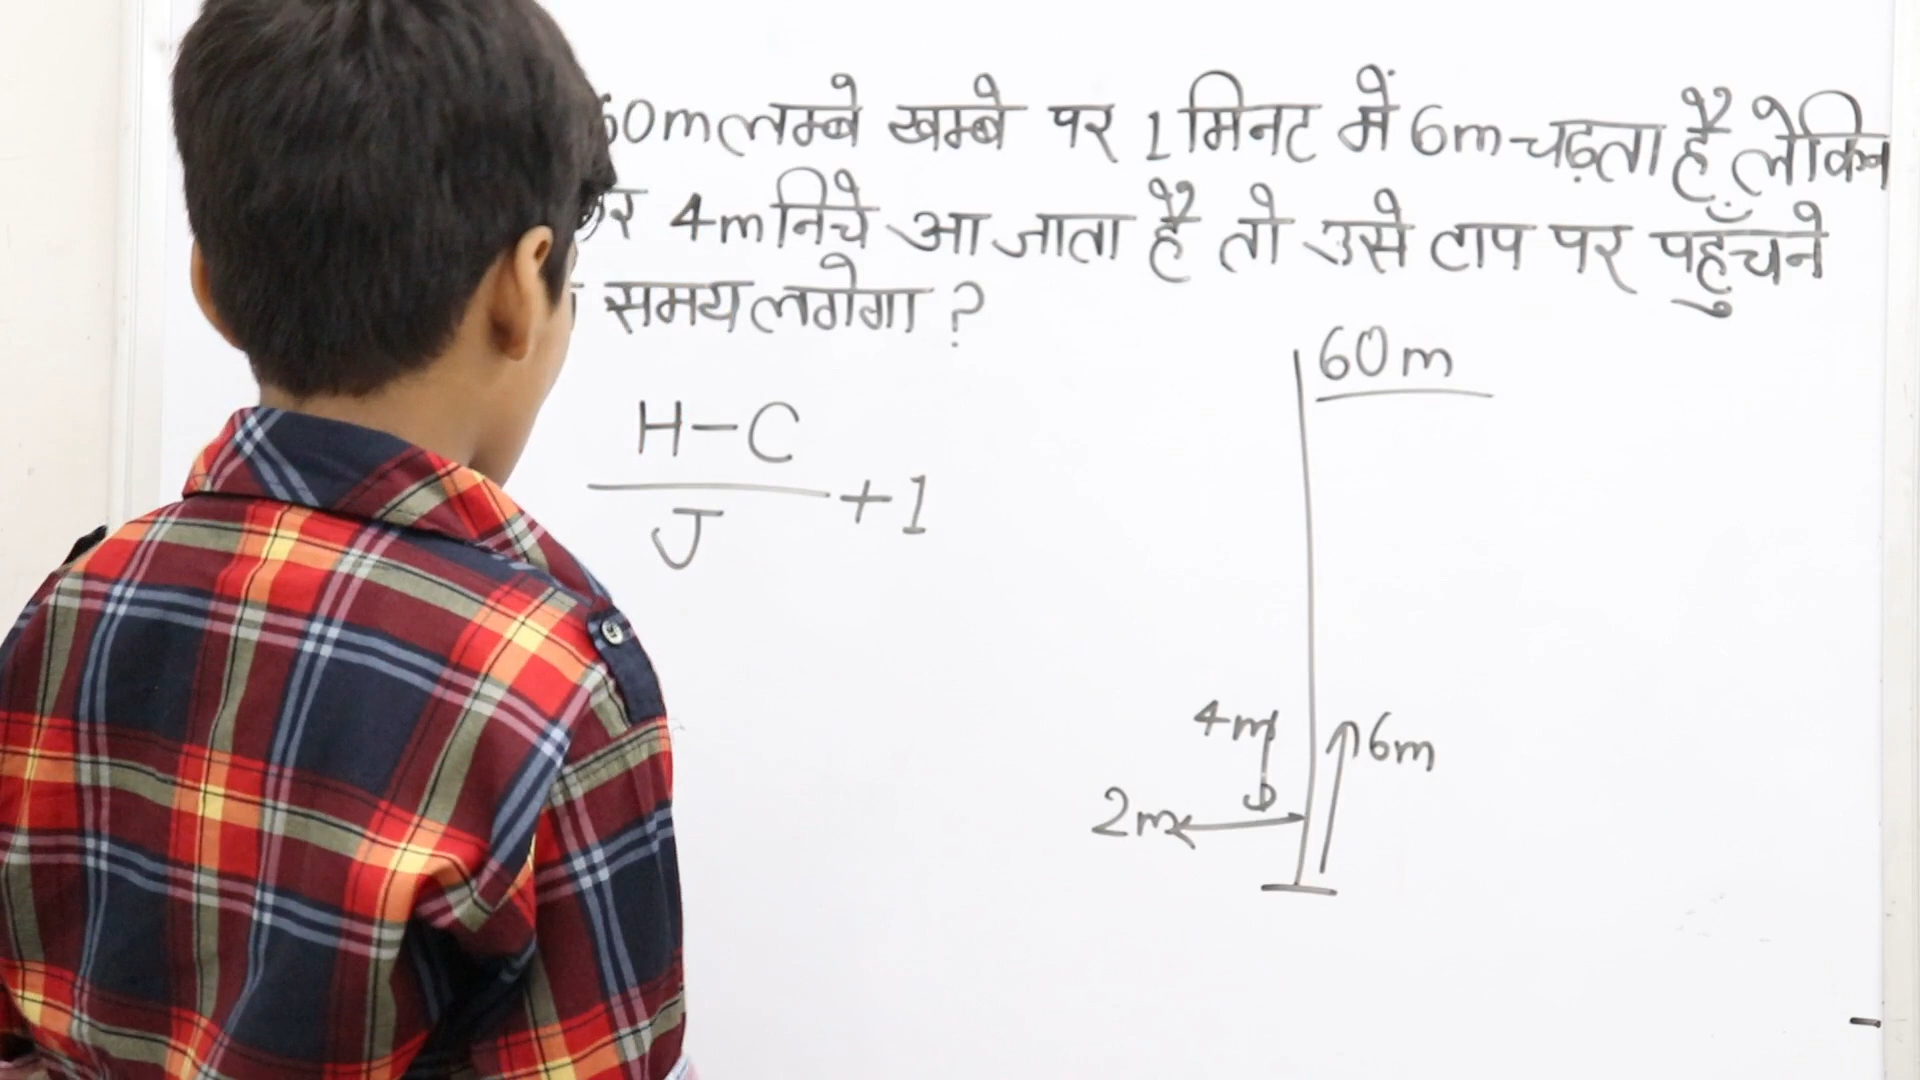 60m लम्बे खम्बे पर 1 मिनट में 6m चढ़ता है, लेकिन
4m निचे आ जाता है तो उसे टाप पर पहुँचने
समय लगेगा ?
60m
H-C
J
+1
4m
6m
2m